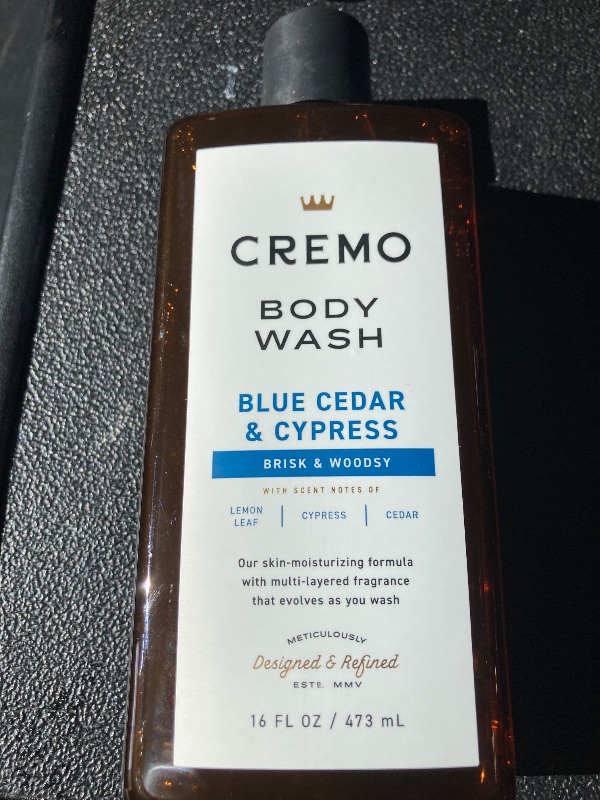 CREMO
BODY
WASH
BLUE CEDAR
& CYPRESS
BRISK & WOODSY
WITH SCENT NOTES OF
LEMON
LEAF | CYPRESS | CEDAR
Our skin-moisturizing formula
with multi-layered fragrance
that evolves as you wash
METICULOUSLY
Designed & Refined
ESTE. MMV
16 FL OZ / 473 mL